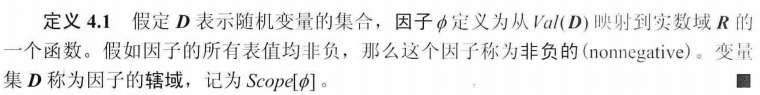 定义 4.1 假定 D 表示随机变量的集合，因子 ϕ 定义为从 Val(D) 映射到实数域 R 的
一个函数。假如因子的所有表值均非负，那么这个因子称为非负的(nonnegative)。变量
集 D 称为因子的辖域，记为 Scope[ϕ]。 ■